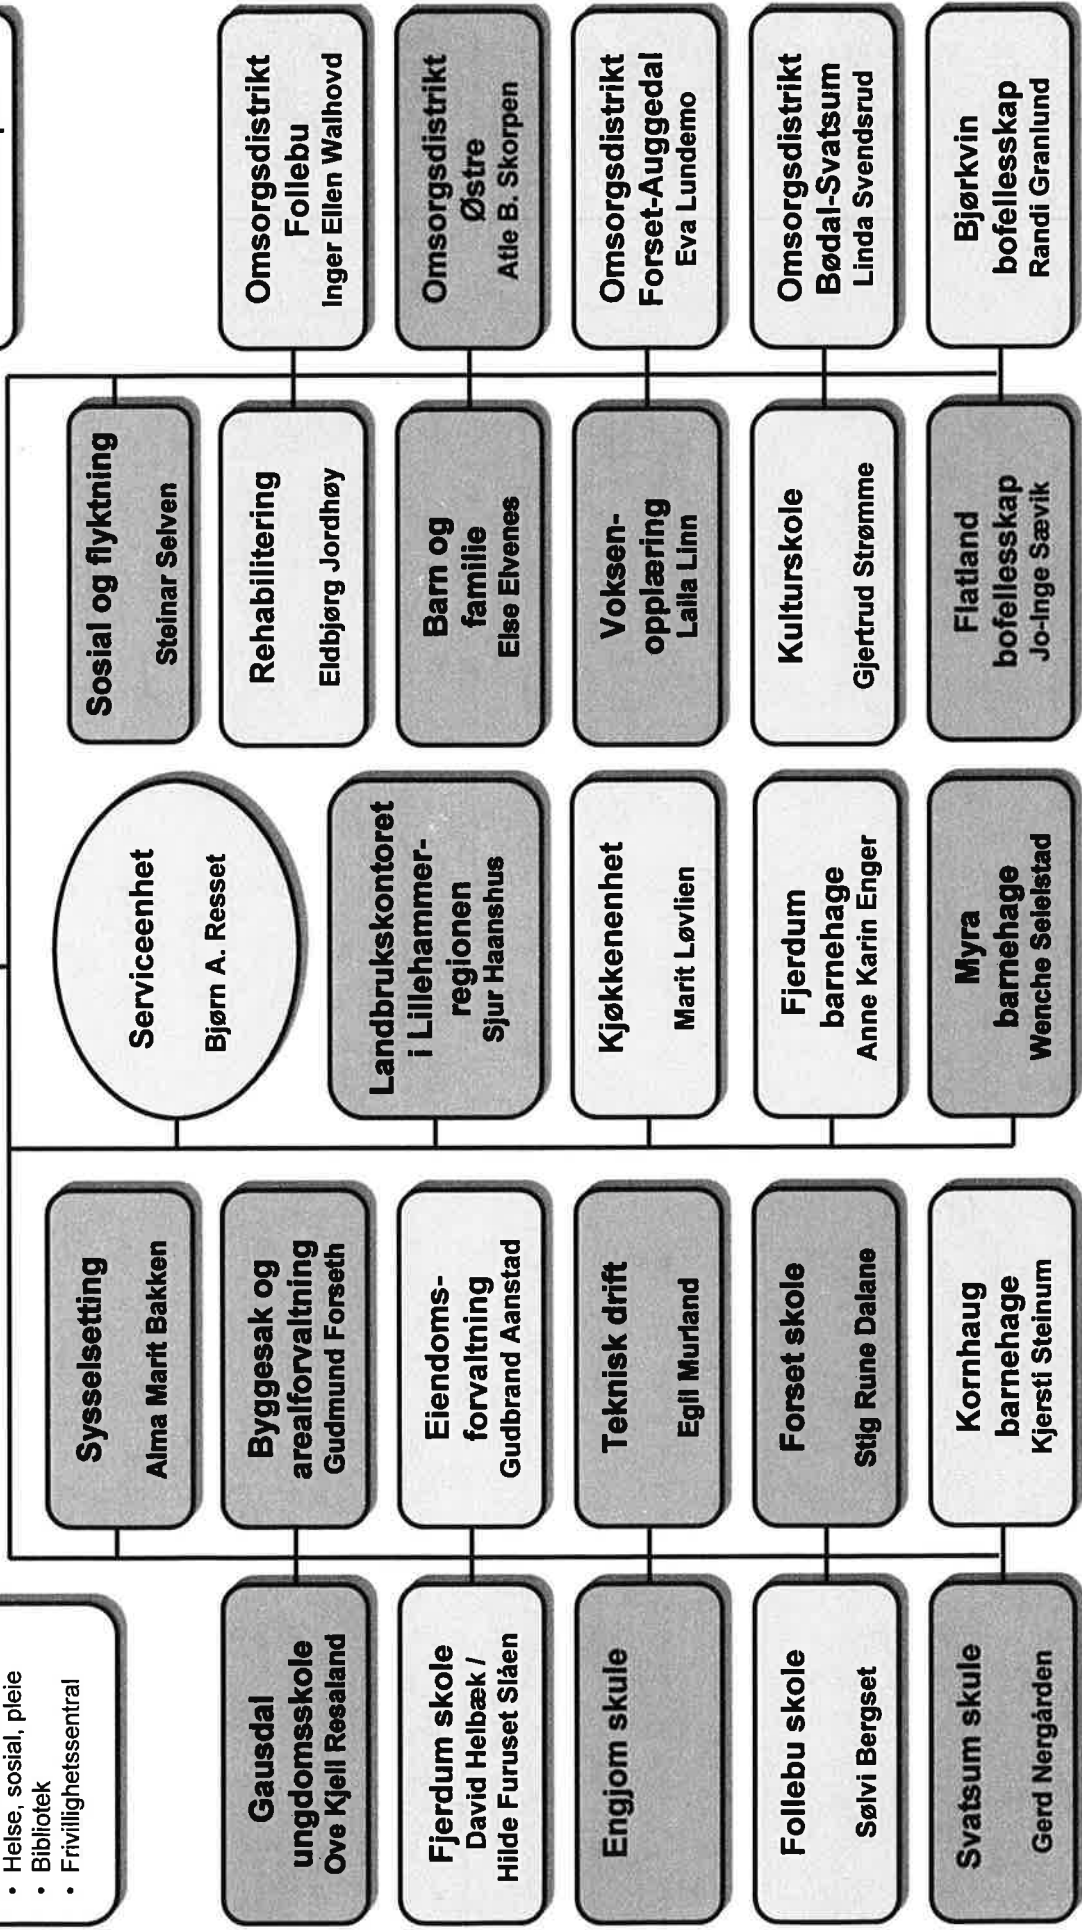 • Helse, sosial, pleie
• Bibliotek
• Frivillighetssentral
Gausdal
ungdomsskole
Ove Kjell Resaland
Fjerdum skole
David Helbæk /
Hilde Furuset Slåen
Engjom skule
Follebu skole
Sølvi Bergset
Svatsum skule
Gerd Nergården
Sysselsetting
Alma Marit Bakken
Byggesak og
arealforvaltning
Gudmund Forseth
Eiendoms-
forvaltning
Gudbrand Aanstad
Teknisk drift
Egil Murland
Forset skole
Stig Rune Dalane
Kornhaug
barnehage
Kjersti Steinum
Serviceenhet
Bjørn A. Resset
Landbrukskontoret
i Lillehammer-
regionen
Sjur Haanshus
Kjøkkenenhet
Marit Løvlien
Fjerdum
barnehage
Anne Karin Enger
Myra
barnehage
Wenche Seielstad
Sosial og flyktning
Steinar Selven
Rehabilitering
Eldbjørg Jordhøy
Barn og
familie
Else Elvenes
Voksen-
opplæring
Laila Linn
Kulturskole
Gjertrud Strømme
Flatland
bofellesskap
Jo-Inge Sævik
Omsorgsdistrikt
Follebu
Inger Ellen Walhovd
Omsorgsdistrikt
Østre
Atle B. Skorpen
Omsorgsdistrikt
Forset-Auggedal
Eva Lundemo
Omsorgsdistrikt
Bødal-Svatsum
Linda Svendsrud
Bjørkvin
bofellesskap
Randi Granlund